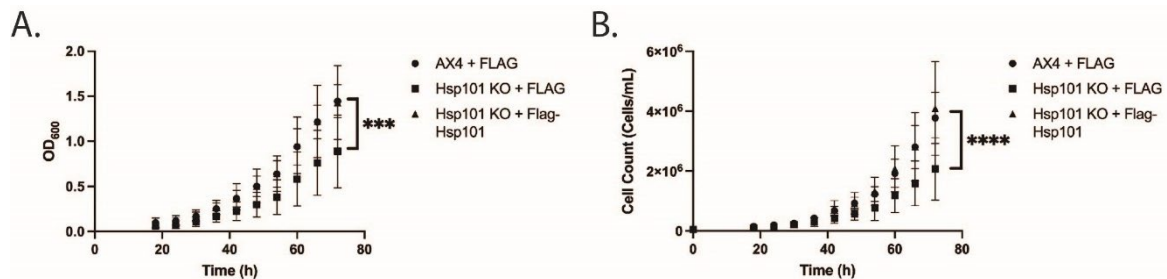 A.
2.0
1.5
1.0
0.5
0.0
OD600
0
20
40
60
80
Time (h)
AX4 + FLAG
Hsp101 KO + FLAG
Hsp101 KO + Flag-
Hsp101
***
B.
6×10⁶
4×10⁶
2×10⁶
0
Cell Count (Cells/mL)
0
20
40
60
80
Time (h)
AX4 + FLAG
Hsp101 KO + FLAG
Hsp101 KO + Flag-
Hsp101
****